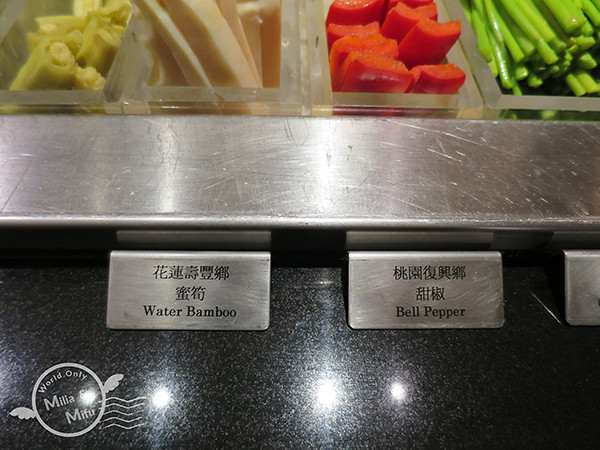 花蓮壽豐鄉
蜜筍
Water Bamboo
桃園復興鄉
甜椒
Bell Pepper
World Only
Milia
Mifu